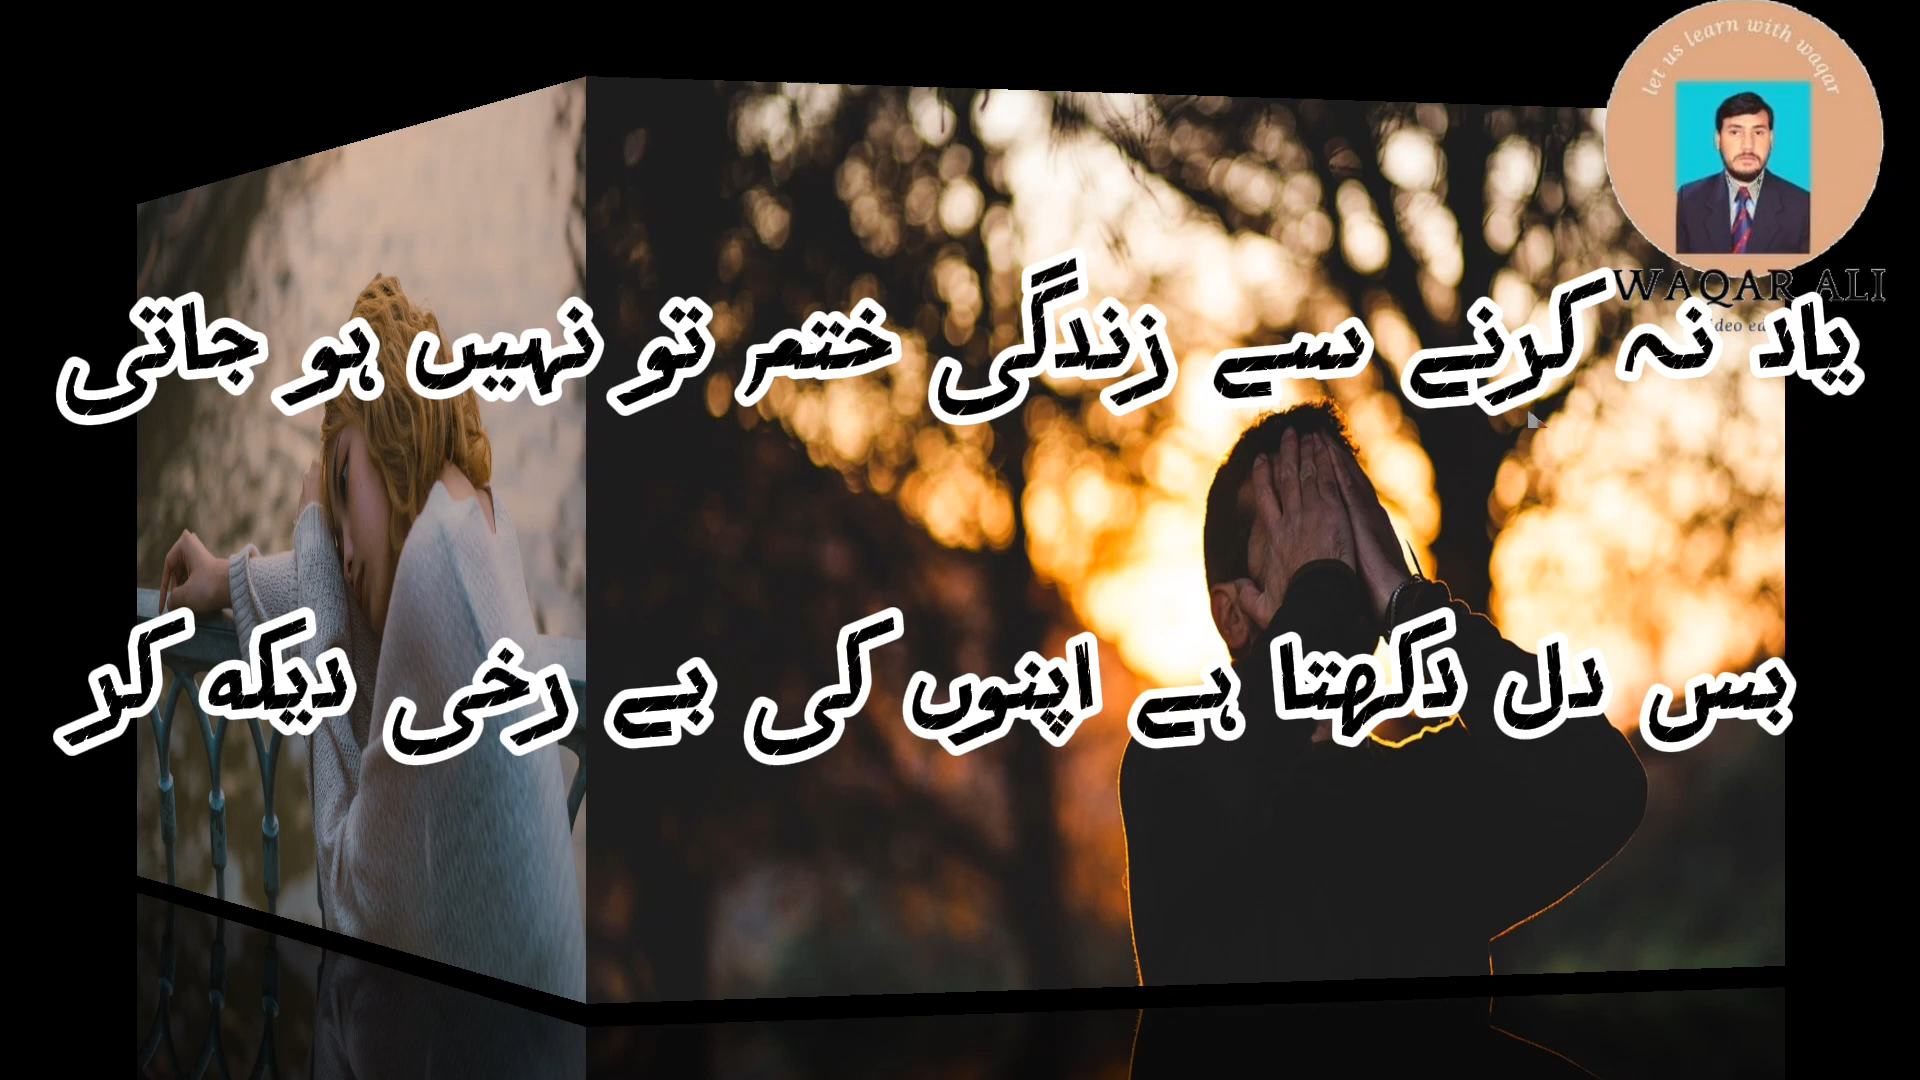 let us learn with waqar
WAQAR ALI
یاد نہ کرنے سے زندگی ختم تو نہیں ہو جاتی
بس دل دکھتا ہے اپنوں کی بے رخی دیکھ کر